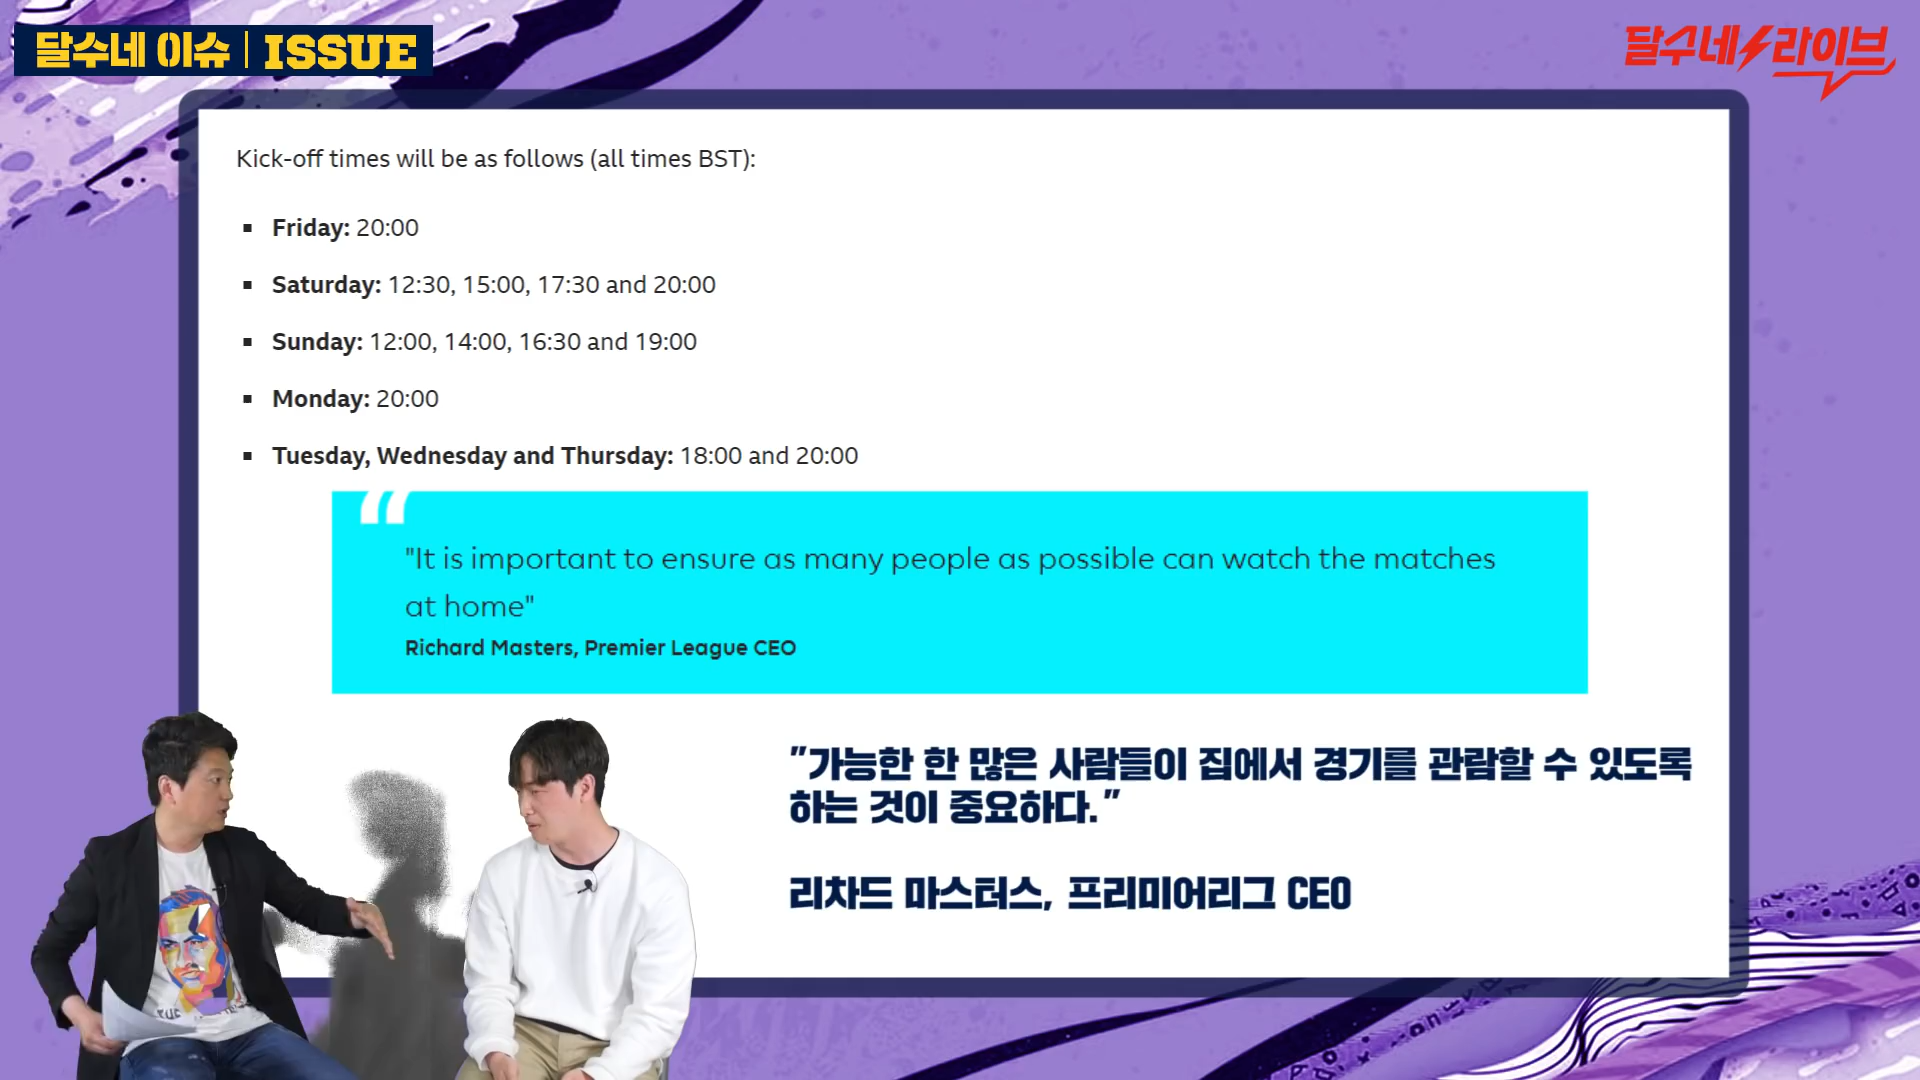 달수네 이슈 | ISSUE
달수네라이브
Kick-off times will be as follows (all times BST):
▪ Friday: 20:00
▪ Saturday: 12:30, 15:00, 17:30 and 20:00
▪ Sunday: 12:00, 14:00, 16:30 and 19:00
▪ Monday: 20:00
▪ Tuesday, Wednesday and Thursday: 18:00 and 20:00
“
"It is important to ensure as many people as possible can watch the matches
at home"
Richard Masters, Premier League CEO
"가능한 한 많은 사람들이 집에서 경기를 관람할 수 있도록
하는 것이 중요하다."
리차드 마스터스, 프리미어리그 CEO